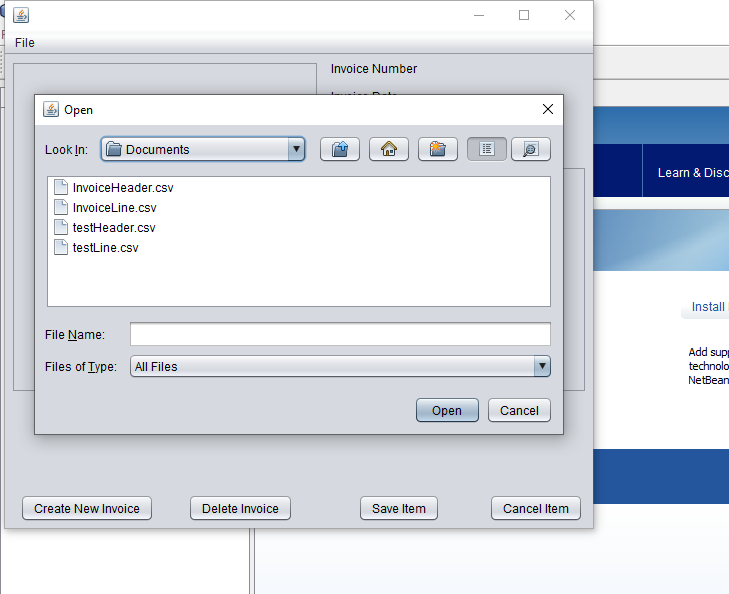 File
Invoice Number
Open
Look In:
Documents
InvoiceHeader.csv
InvoiceLine.csv
testHeader.csv
testLine.csv
File Name:
Files of Type:
All Files
Open
Cancel
Create New Invoice
Delete Invoice
Save Item
Cancel Item
Learn & Disc
Install
Add supp
technolo
NetBean